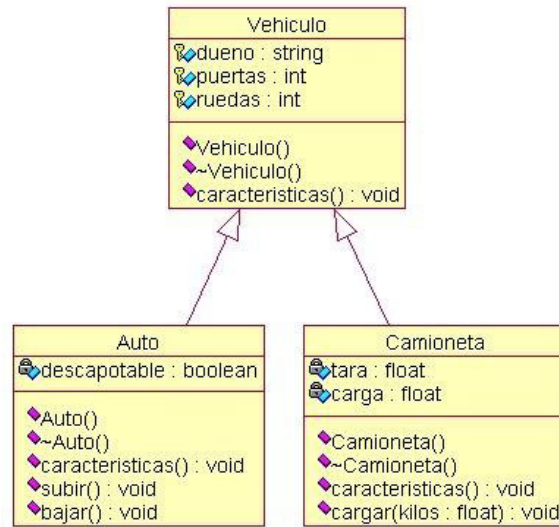 Vehiculo
dueno : string
puertas : int
ruedas : int
Vehiculo()
~Vehiculo()
caracteristicas() : void
Auto
descapotable : boolean
Auto()
~Auto()
caracteristicas() : void
subir() : void
bajar() : void
Camioneta
tara : float
carga : float
Camioneta()
~Camioneta()
caracteristicas() : void
cargar(kilos : float) : void